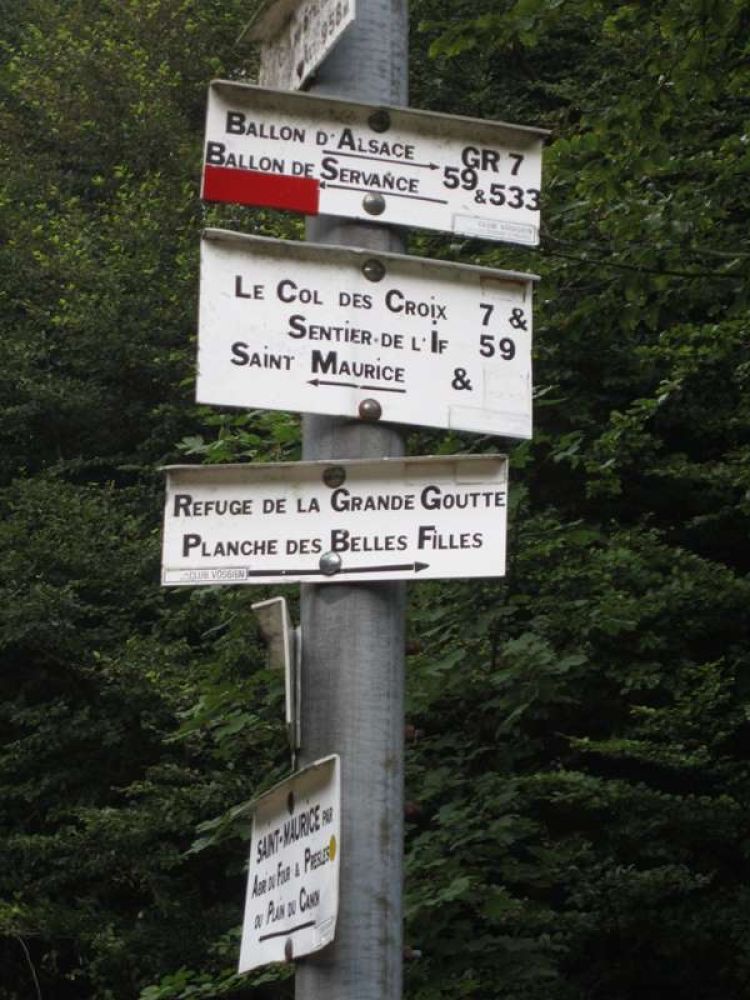 BALLON D'ALSACE GR 7
BALLON DE SERVANCE 59 & 533
CLUB VOSGIEN
LE COL DES CROIX 7 &
SENTIER DE L'IF 59
SAINT MAURICE &
REFUGE DE LA GRANDE GOUTTE
PLANCHE DES BELLES FILLES
CLUB VOSGIEN
SAINT-MAURICE PAR
ABRI DU FOUR & PRESLES
DU PLAIN DU CANON